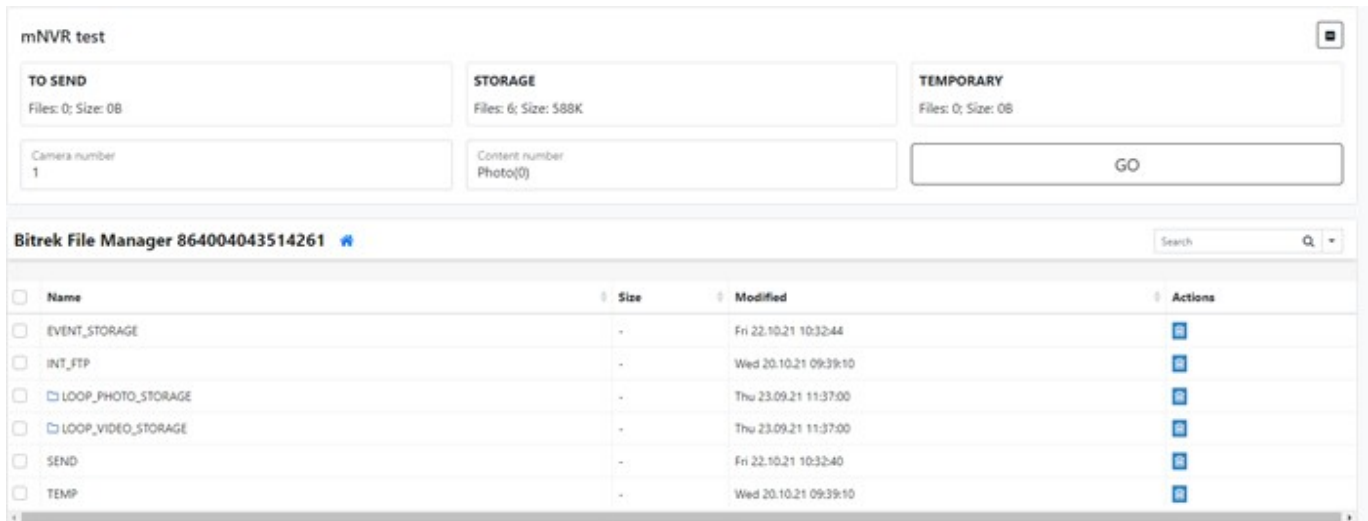 mNVR test
TO SEND
Files: 0; Size: 0B
STORAGE
Files: 6; Size: 588K
TEMPORARY
Files: 0; Size: 0B
Camera number
1
Content number
Photo(0)
GO
Bitrek File Manager 864004043514261
Search
Name Size Modified Actions
EVENT_STORAGE - Fri 22.10.21 10:32:44
INT_FTP - Wed 20.10.21 09:39:10
LOOP_PHOTO_STORAGE - Thu 23.09.21 11:37:00
LOOP_VIDEO_STORAGE - Thu 23.09.21 11:37:00
SEND - Fri 22.10.21 10:32:40
TEMP - Wed 20.10.21 09:39:10